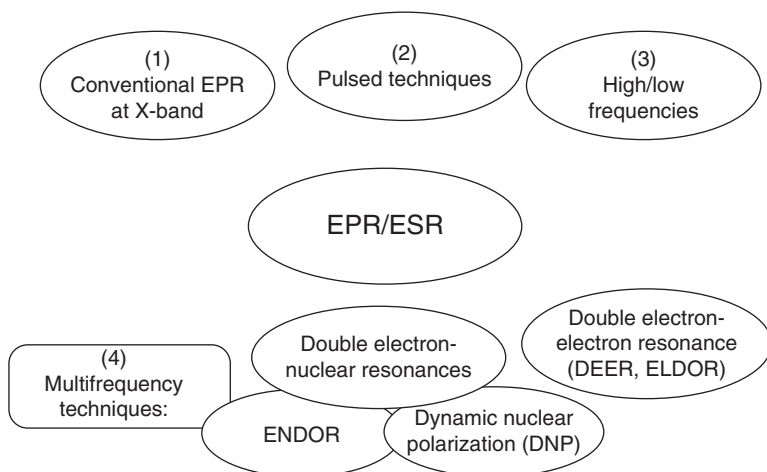 (1)
Conventional EPR
at X-band
(2)
Pulsed techniques
(3)
High/low
frequencies
EPR/ESR
(4)
Multifrequency
techniques:
Double electron-
nuclear resonances
Double electron-
electron resonance
(DEER, ELDOR)
ENDOR
Dynamic nuclear
polarization (DNP)